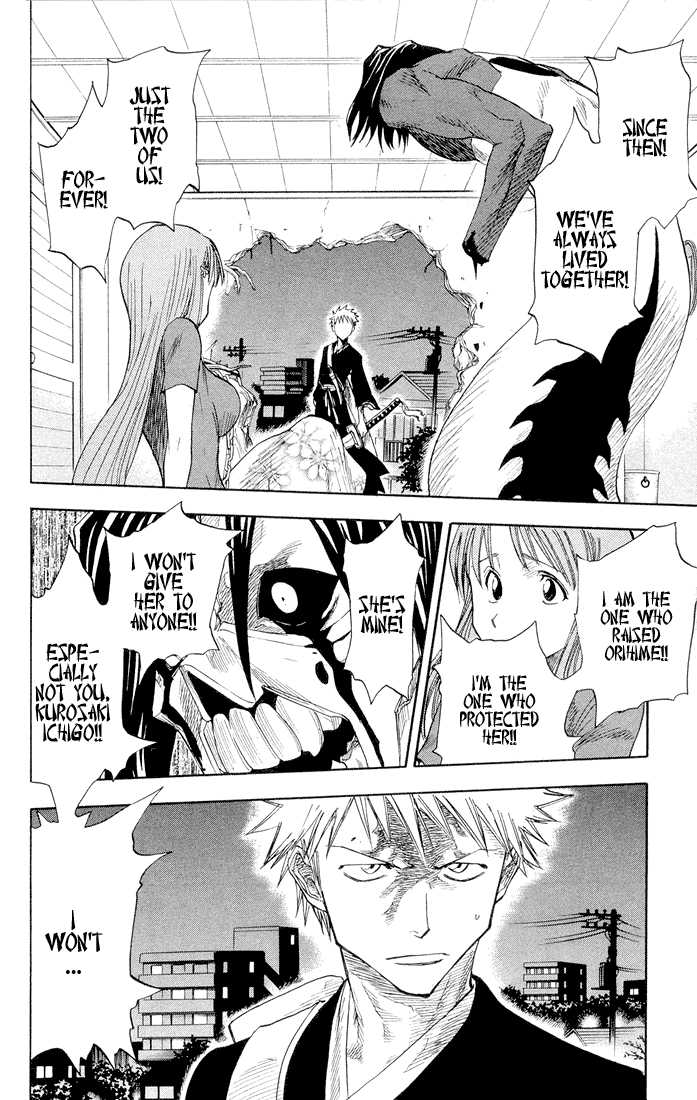 SINCE
THEN!
WE'VE
ALWAYS
LIVED
TOGETHER!
JUST
THE
TWO
OF
US!
FOR-
EVER!
I AM THE
ONE WHO
RAISED
ORIHIME!!
I'M THE
ONE WHO
PROTECTED
HER!!
SHE'S
MINE!
I WON'T
GIVE
HER TO
ANYONE!!
ESPE-
CIALLY
NOT YOU,
KUROSAKI
ICHIGO!!
I
WON'T
...